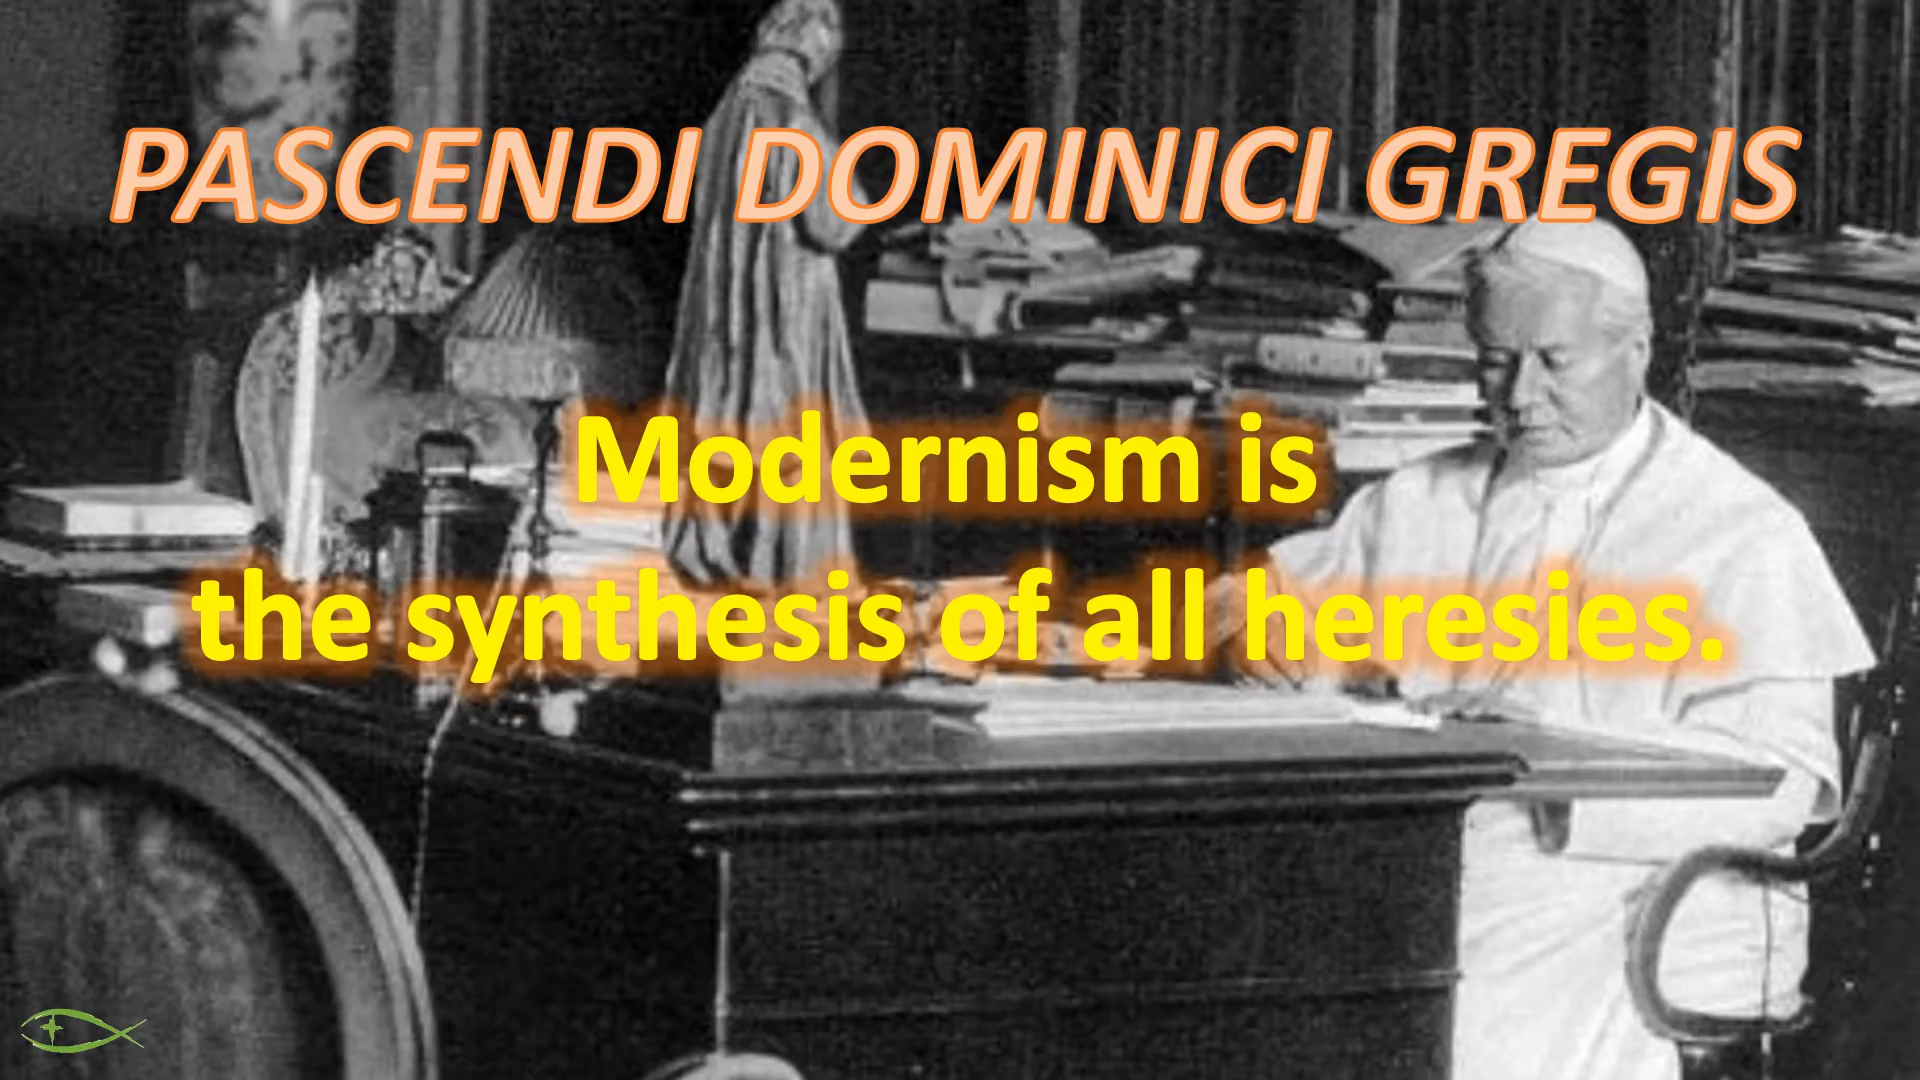 PASCENDI DOMINICI GREGIS
Modernism is
the synthesis of all heresies.